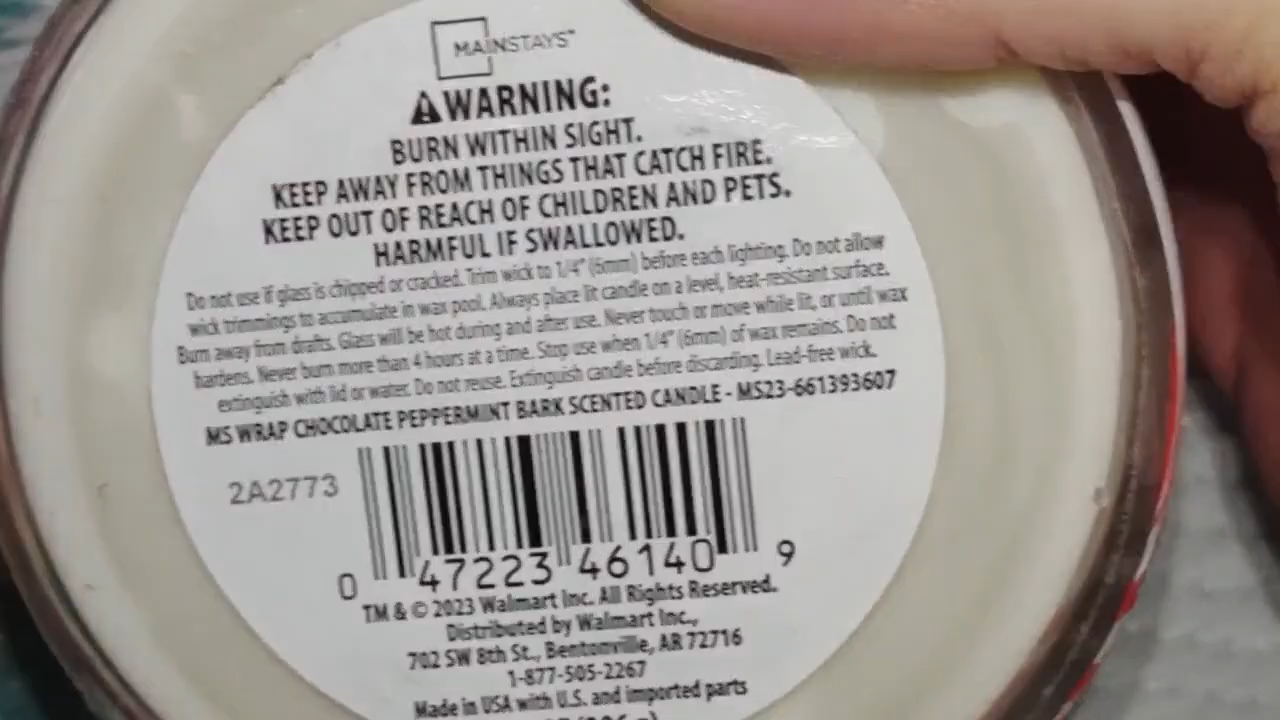 MAINSTAYS™
⚠WARNING:
BURN WITHIN SIGHT.
KEEP AWAY FROM THINGS THAT CATCH FIRE.
KEEP OUT OF REACH OF CHILDREN AND PETS.
HARMFUL IF SWALLOWED.
Do not use if glass is chipped or cracked. Trim wick to 1/4" (6mm) before each lighting. Do not allow
wick trimmings to accumulate in wax pool. Always place lit candle on a level, heat-resistant surface.
Burn away from drafts. Glass will be hot during and after use. Never touch or move while lit, or until wax
hardens. Never burn more than 4 hours at a time. Stop use when 1/4" (6mm) of wax remains. Do not
extinguish with lid or water. Do not reuse. Extinguish candle before discarding. Lead-free wick.
MS WRAP CHOCOLATE PEPPERMINT BARK SCENTED CANDLE - MS23-661393607
2A2773
0 47223 46140 9
TM & © 2023 Walmart Inc. All Rights Reserved.
Distributed by Walmart Inc.,
702 SW 8th St., Bentonville, AR 72716
1-877-505-2267
Made in USA with U.S. and imported parts